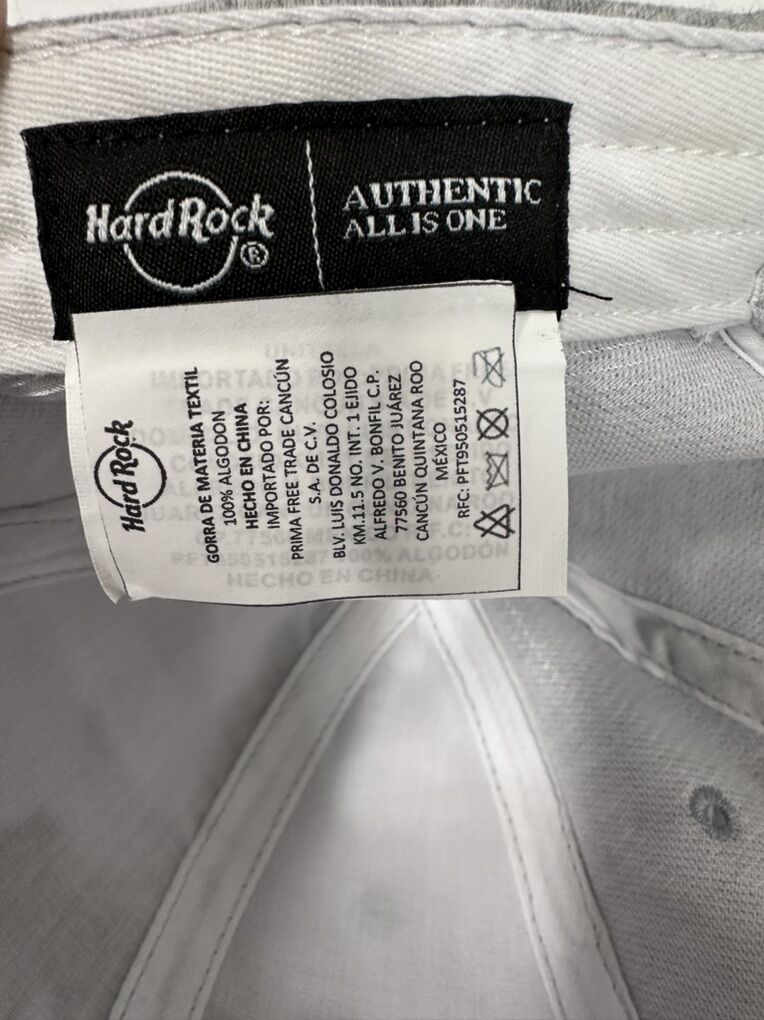 Hard Rock
®
AUTHENTIC
ALL IS ONE
Hard Rock
GORRA DE MATERIA TEXTIL
100% ALGODON
HECHO EN CHINA
IMPORTADO POR:
PRIMA FREE TRADE CANCÚN
S.A. DE C.V.
BLV. LUIS DONALDO COLOSIO
KM.11.5 NO. INT. 1 EJIDO
ALFREDO V. BONFIL C.P.
77560 BENITO JUÁREZ
CANCÚN QUINTANA ROO
MÉXICO
RFC: PFT950515287
100% ALGODON
HECHO EN CHINA